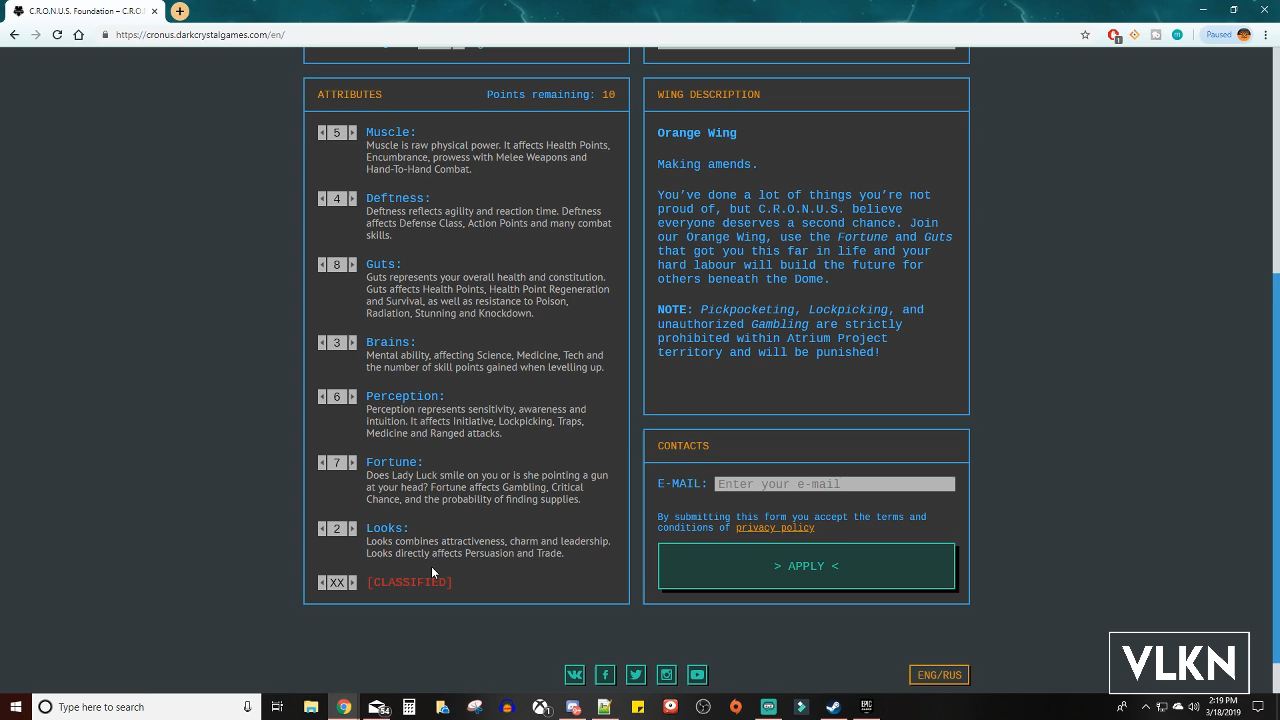 C.R.O.N.U.S. Foundation – C.R.O.
https://cronus.darkcrystalgames.com/en/
Paused
ATTRIBUTES
Points remaining: 10
5 Muscle:
Muscle is raw physical power. It affects Health Points,
Encumbrance, prowess with Melee Weapons and
Hand-To-Hand Combat.
4 Deftness:
Deftness reflects agility and reaction time. Deftness
affects Defense Class, Action Points and many combat
skills.
8 Guts:
Guts represents your overall health and constitution.
Guts affects Health Points, Health Point Regeneration
and Survival, as well as resistance to Poison,
Radiation, Stunning and Knockdown.
3 Brains:
Mental ability, affecting Science, Medicine, Tech and
the number of skill points gained when levelling up.
6 Perception:
Perception represents sensitivity, awareness and
intuition. It affects Initiative, Lockpicking, Traps,
Medicine and Ranged attacks.
7 Fortune:
Does Lady Luck smile on you or is she pointing a gun
at your head? Fortune affects Gambling, Critical
Chance, and the probability of finding supplies.
2 Looks:
Looks combines attractiveness, charm and leadership.
Looks directly affects Persuasion and Trade.
XX [CLASSIFIED]
WING DESCRIPTION
Orange Wing
Making amends.
You’ve done a lot of things you’re not
proud of, but C.R.O.N.U.S. believe
everyone deserves a second chance. Join
our Orange Wing, use the Fortune and Guts
that got you this far in life and your
hard labour will build the future for
others beneath the Dome.
NOTE: Pickpocketing, Lockpicking, and
unauthorized Gambling are strictly
prohibited within Atrium Project
territory and will be punished!
CONTACTS
E-MAIL: Enter your e-mail
By submitting this form you accept the terms and
conditions of privacy policy
> APPLY <
ENG/RUS
VLKN
Type here to search
64
2:19 PM
3/18/2019